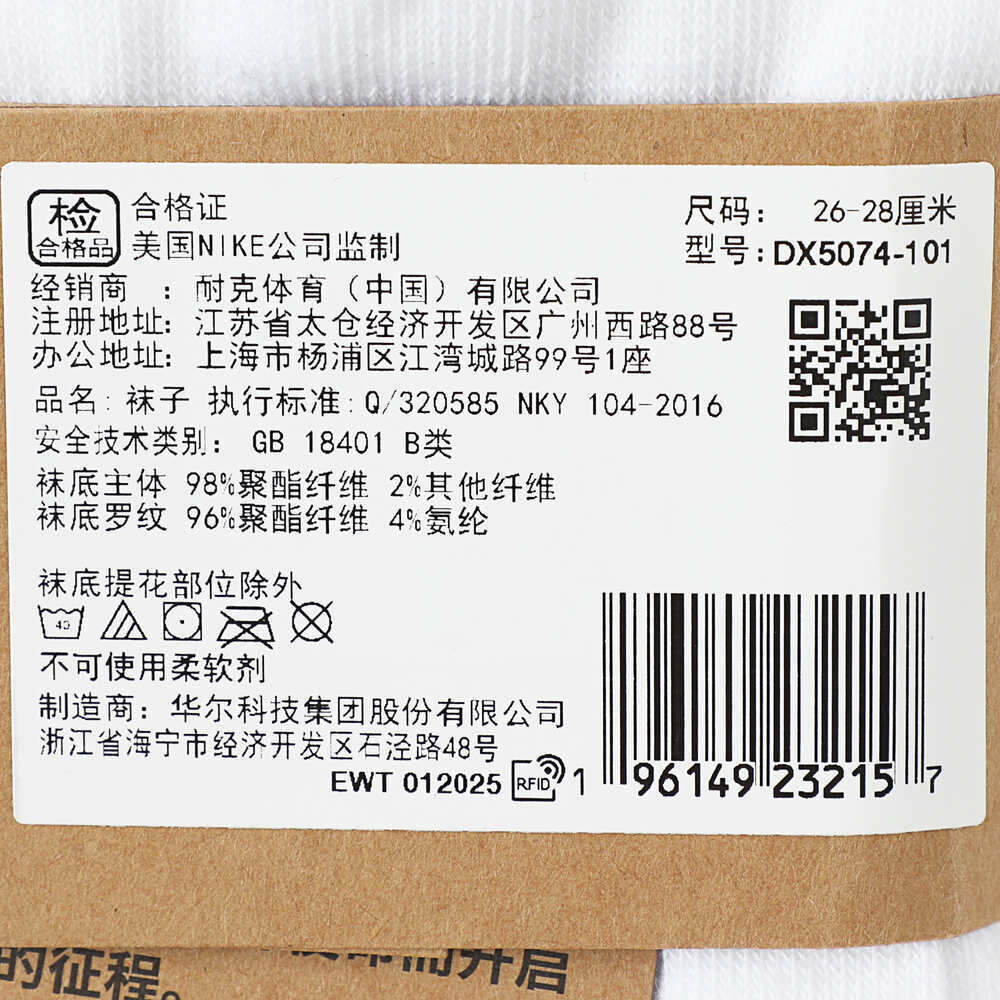 检
合格品
合格证
美国NIKE公司监制
尺码： 26-28厘米
型号：DX5074-101
经销商 ： 耐克体育（中国）有限公司
注册地址： 江苏省太仓经济开发区广州西路88号
办公地址： 上海市杨浦区江湾城路99号1座
品名：袜子 执行标准：Q/320585 NKY 104-2016
安全技术类别： GB 18401 B类
袜底主体 98%聚酯纤维 2%其他纤维
袜底罗纹 96%聚酯纤维 4%氨纶
袜底提花部位除外
40
不可使用柔软剂
制造商：华尔科技集团股份有限公司
浙江省海宁市经济开发区石泾路48号
EWT 012025 RFID
1 96149 23215 7
的征程。
而开启